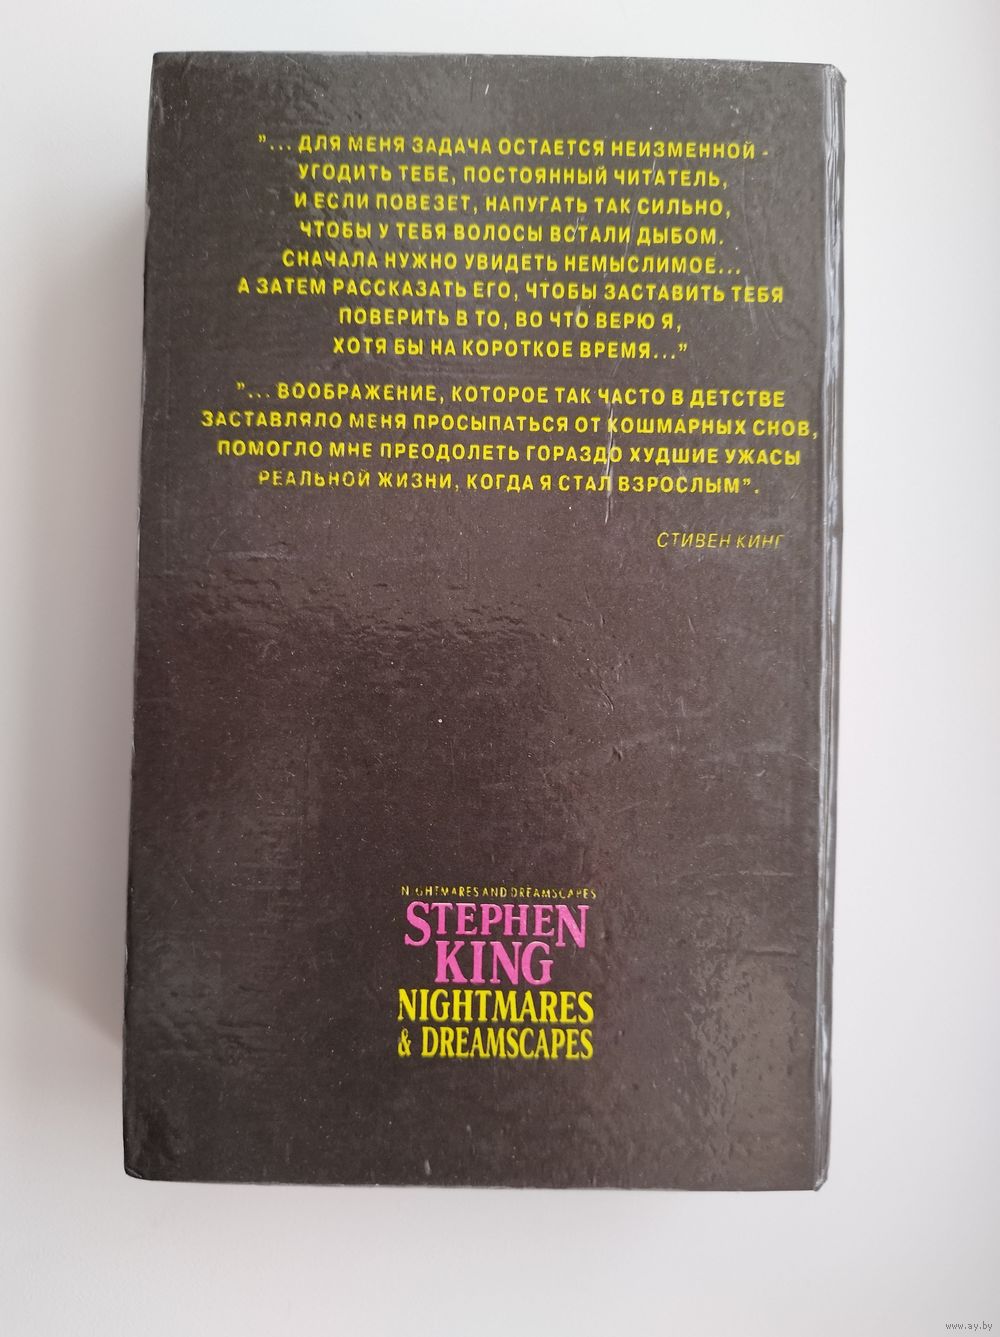 "... ДЛЯ МЕНЯ ЗАДАЧА ОСТАЕТСЯ НЕИЗМЕННОЙ -
УГОДИТЬ ТЕБЕ, ПОСТОЯННЫЙ ЧИТАТЕЛЬ,
И ЕСЛИ ПОВЕЗЕТ, НАПУГАТЬ ТАК СИЛЬНО,
ЧТОБЫ У ТЕБЯ ВОЛОСЫ ВСТАЛИ ДЫБОМ.
СНАЧАЛА НУЖНО УВИДЕТЬ НЕМЫСЛИМОЕ...
А ЗАТЕМ РАССКАЗАТЬ ЕГО, ЧТОБЫ ЗАСТАВИТЬ ТЕБЯ
ПОВЕРИТЬ В ТО, ВО ЧТО ВЕРЮ Я,
ХОТЯ БЫ НА КОРОТКОЕ ВРЕМЯ..."
"... ВООБРАЖЕНИЕ, КОТОРОЕ ТАК ЧАСТО В ДЕТСТВЕ
ЗАСТАВЛЯЛО МЕНЯ ПРОСЫПАТЬСЯ ОТ КОШМАРНЫХ СНОВ,
ПОМОГЛО МНЕ ПРЕОДОЛЕТЬ ГОРАЗДО ХУДШИЕ УЖАСЫ
РЕАЛЬНОЙ ЖИЗНИ, КОГДА Я СТАЛ ВЗРОСЛЫМ".
СТИВЕН КИНГ
NIGHTMARES AND DREAMSCAPES
STEPHEN
KING
NIGHTMARES
& DREAMSCAPES
www.ay.by